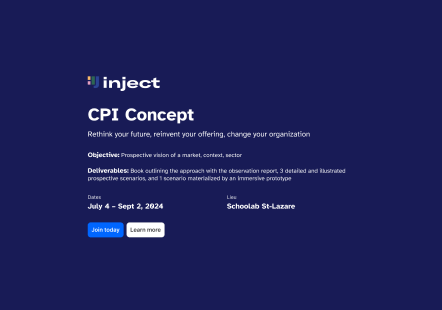 inject
CPI Concept
Rethink your future, reinvent your offering, change your organization
Objective: Prospective vision of a market, context, sector
Deliverables: Book outlining the approach with the observation report, 3 detailed and illustrated
prospective scenarios, and 1 scenario materialized by an immersive prototype
Dates
July 4 – Sept 2, 2024
Lieu
Schoolab St-Lazare
Join today
Learn more